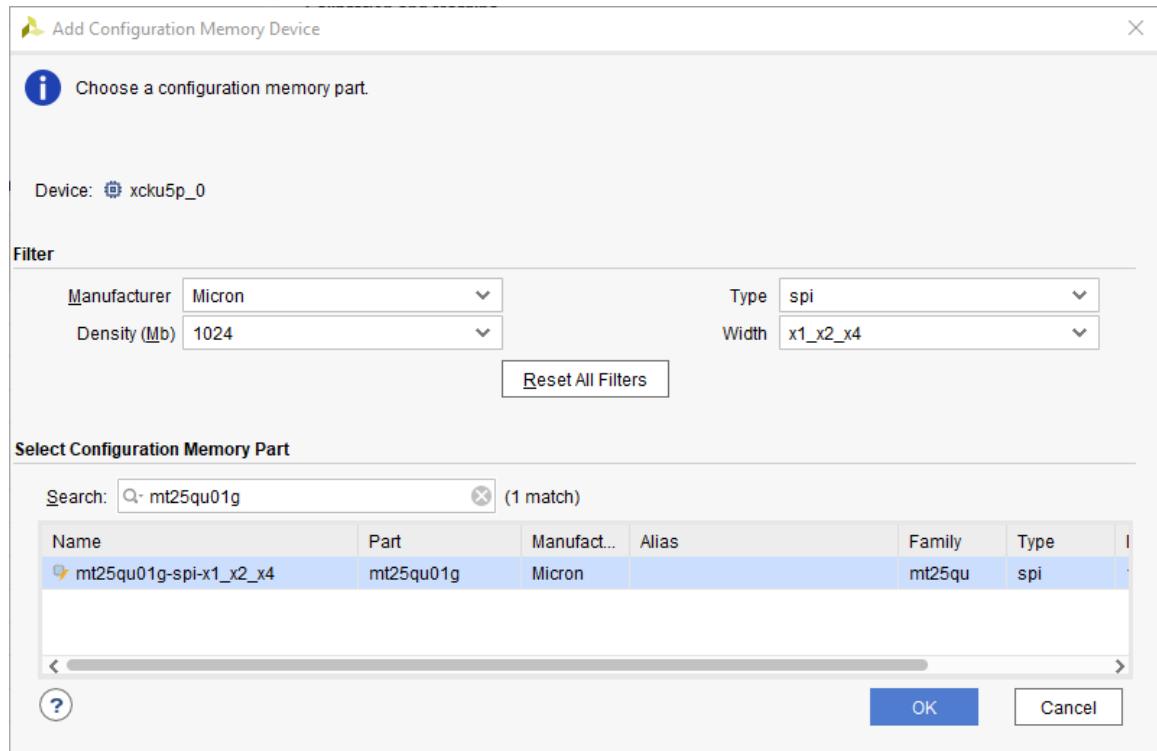 Add Configuration Memory Device
Choose a configuration memory part.
Device: xcku5p_0
Filter
Manufacturer Micron Type spi
Density (Mb) 1024 Width x1_x2_x4
Reset All Filters
Select Configuration Memory Part
Search: mt25qu01g (1 match)
Name Part Manufact... Alias Family Type
mt25qu01g-spi-x1_x2_x4 mt25qu01g Micron mt25qu spi
? OK Cancel